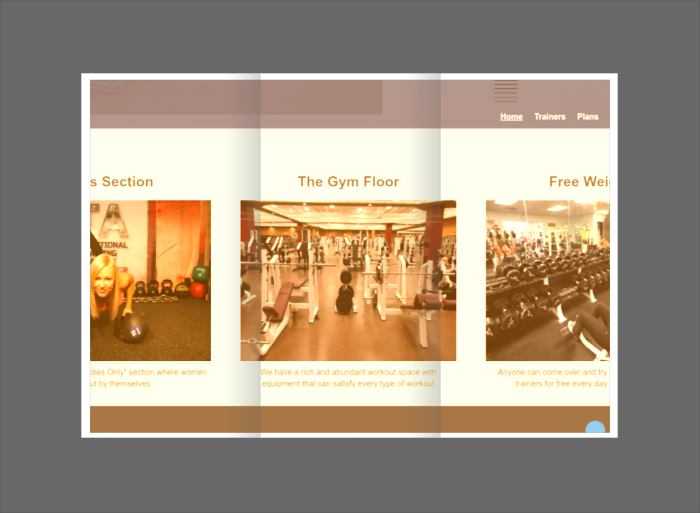 Home Trainers Plans
s Section
The Gym Floor
Free Wei
dies Only" section where women
ut by themselves.
We have a rich and abundant workout space with
equipment that can satisfy every type of workout
Anyone can come over and try
trainers for free every day